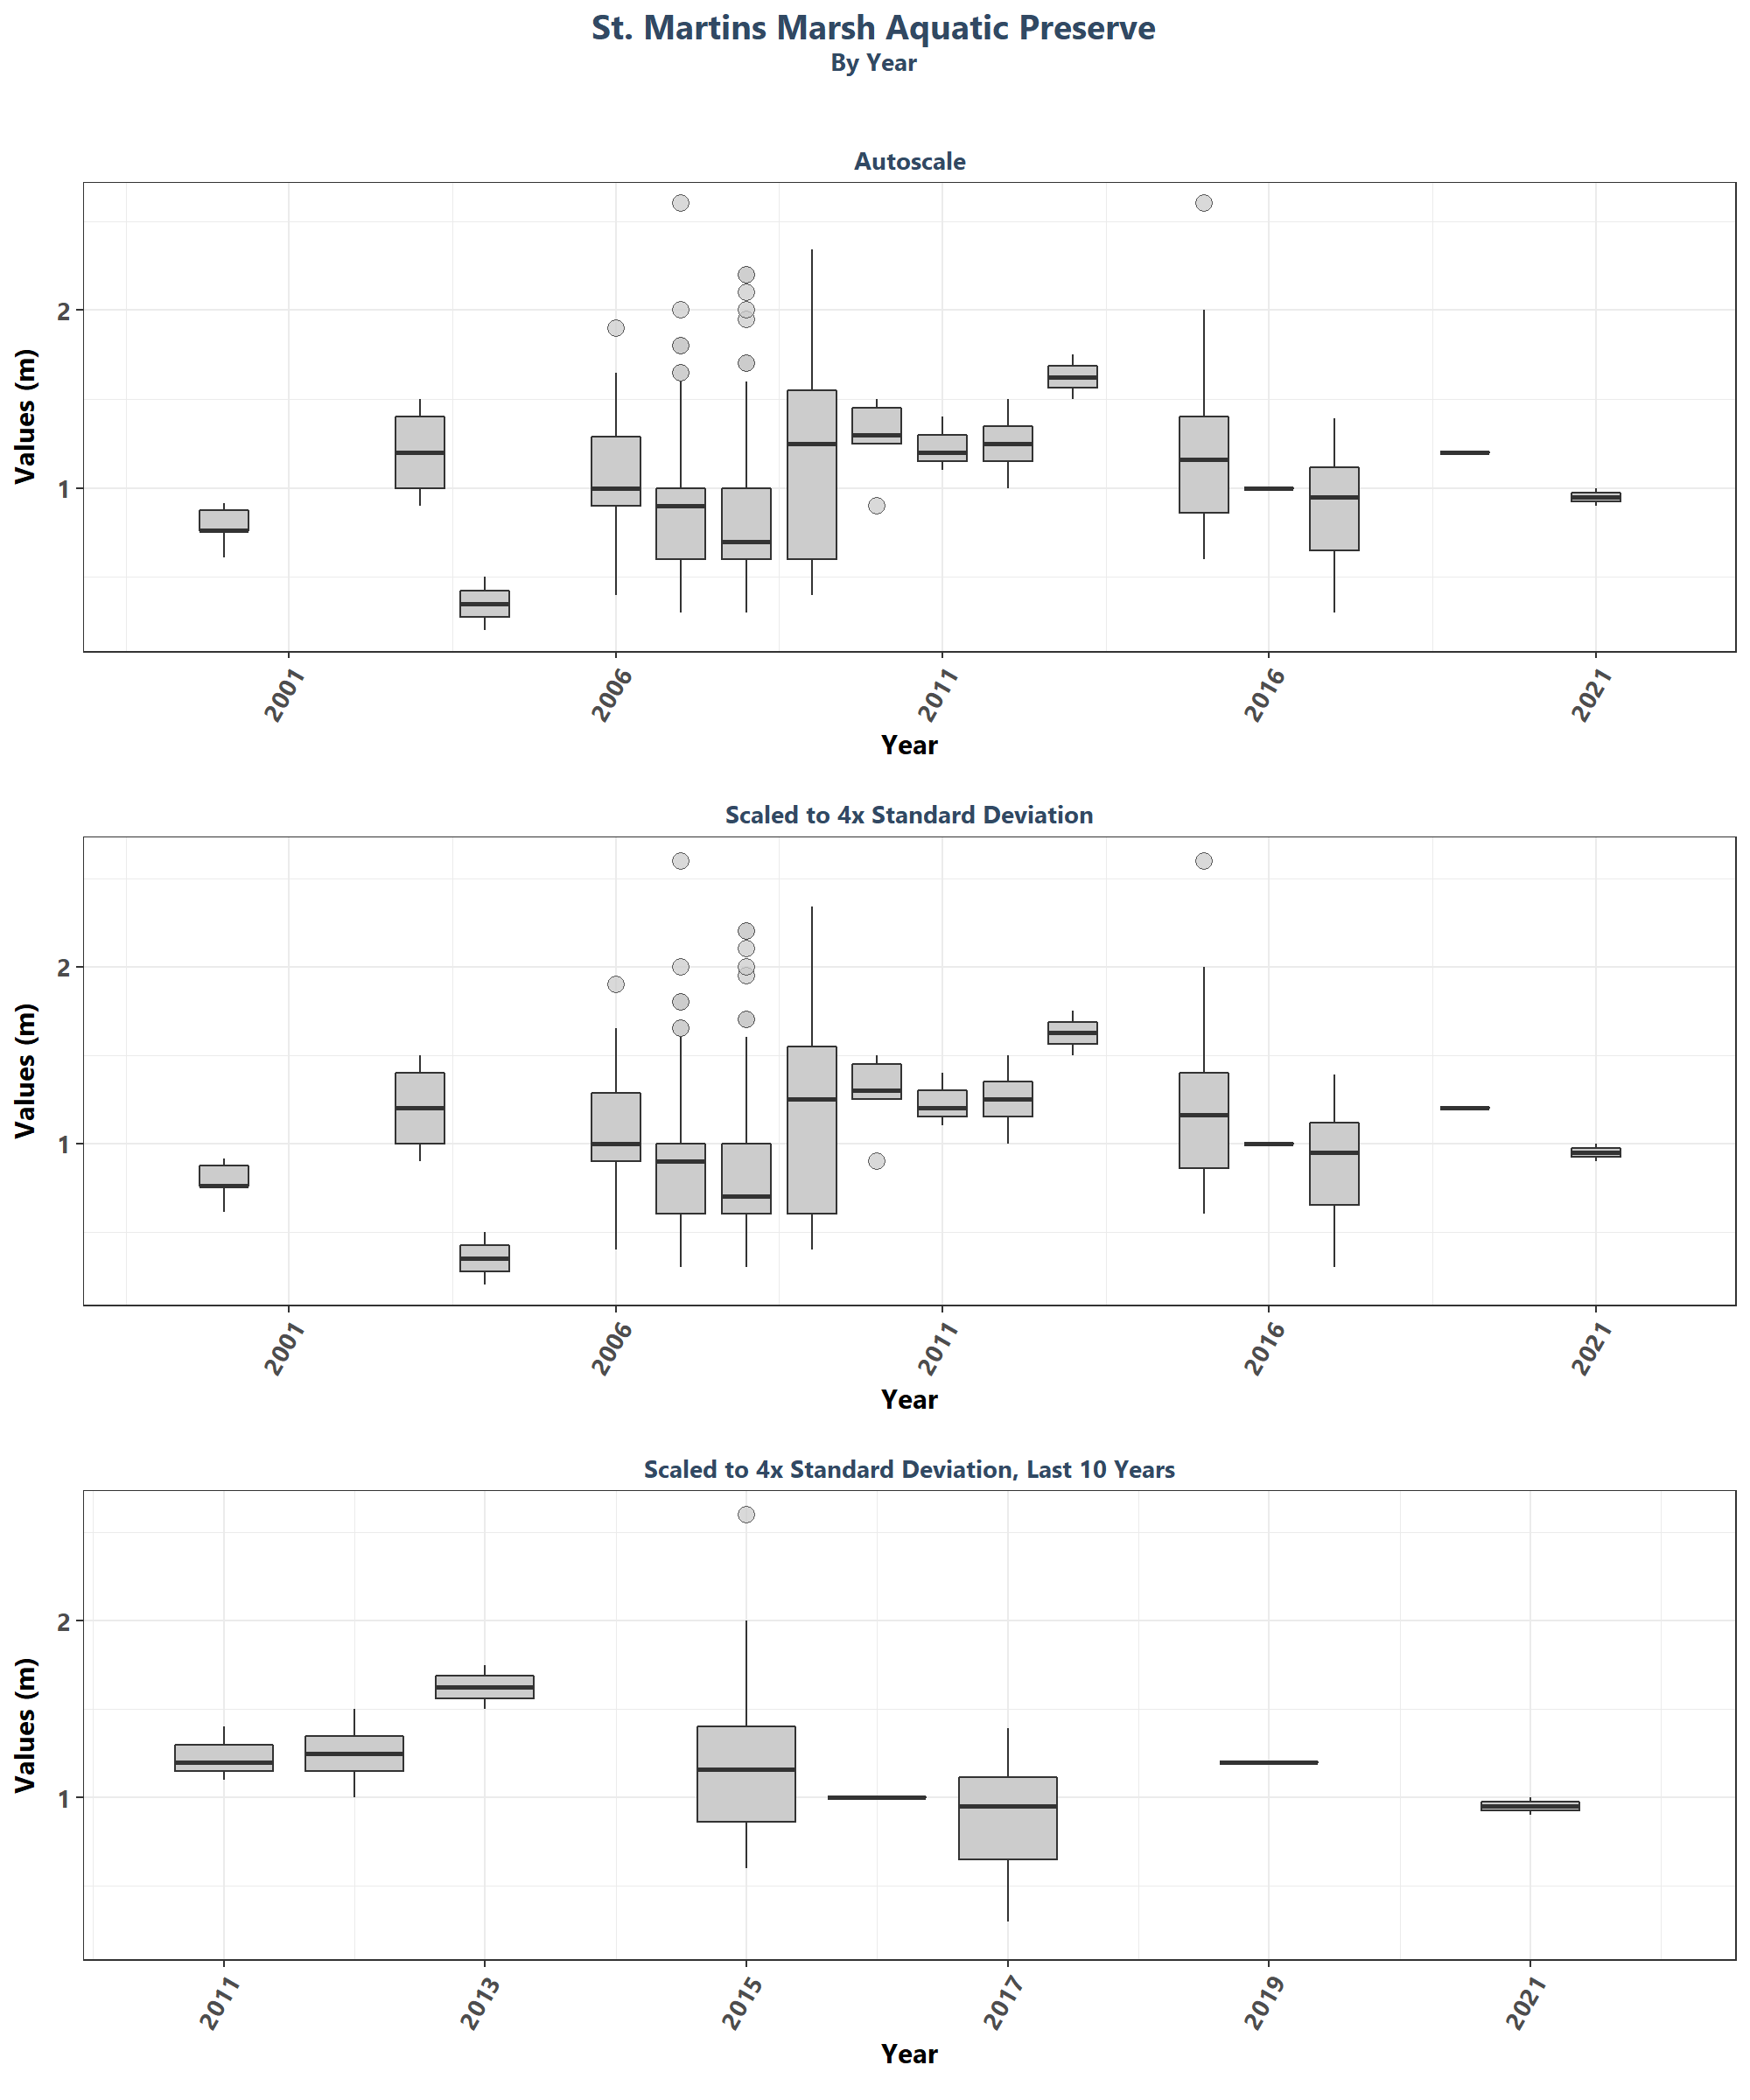 St. Martins Marsh Aquatic Preserve
By Year
Autoscale
Values (m)
2
1
2001
2006
2011
2016
2021
Year
Scaled to 4x Standard Deviation
Values (m)
2
1
2001
2006
2011
2016
2021
Year
Scaled to 4x Standard Deviation, Last 10 Years
Values (m)
2
1
2011
2013
2015
2017
2019
2021
Year